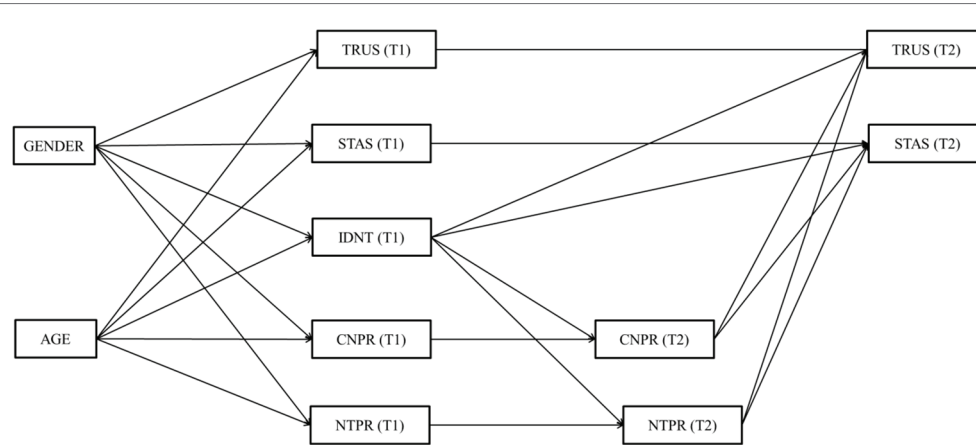 TRUS (T1)
TRUS (T2)
GENDER
STAS (T1)
STAS (T2)
IDNT (T1)
AGE
CNPR (T1)
CNPR (T2)
NTPR (T1)
NTPR (T2)